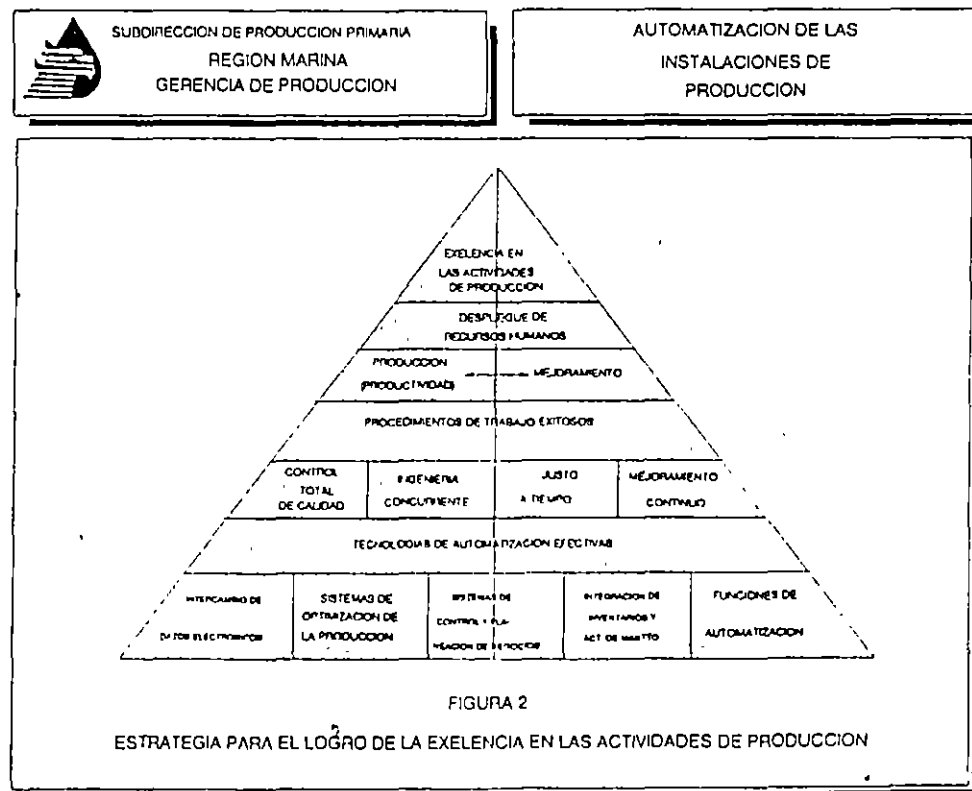 SUBDIRECCION DE PRODUCCION PRIMARIA
REGION MARINA
GERENCIA DE PRODUCCION
AUTOMATIZACION DE LAS
INSTALACIONES DE
PRODUCCION
EXELENCIA EN
LAS ACTIVIDADES
DE PRODUCCION
DESPLIEGUE DE
RECURSOS HUMANOS
PRODUCCION
(PRODUCTIVIDAD)
MEJORAMIENTO
PROCEDIMIENTOS DE TRABAJO EXITOSOS
CONTROL
TOTAL
DE CALIDAD
INGENIERIA
CONCURRENTE
JUSTO
A TIEMPO
MEJORAMIENTO
CONTINUO
TECNOLOGIAS DE AUTOMATIZACION EFECTIVAS
INTERCAMBIO DE
DATOS ELECTRONICOS
SISTEMAS DE
OPTIMIZACION DE
LA PRODUCCION
SISTEMAS DE
CONTROL Y PLA-
NEACION DE NEGOCIOS
INTEGRACION DE
INVENTARIOS Y
ACT. DE MANTTO
FUNCIONES DE
AUTOMATIZACION
FIGURA 2
ESTRATEGIA PARA EL LOGRO DE LA EXELENCIA EN LAS ACTIVIDADES DE PRODUCCION